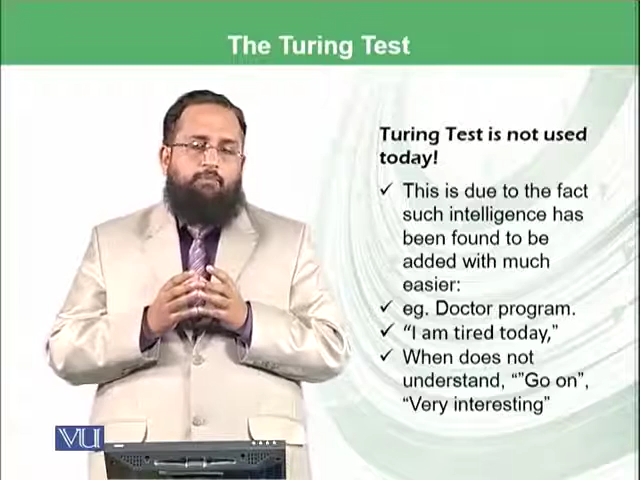 The Turing Test
Turing Test is not used
today!
✓ This is due to the fact
such intelligence has
been found to be
added with much
easier:
✓ eg. Doctor program.
✓ “I am tired today,”
✓ When does not
understand, “”Go on”,
“Very interesting”
VU